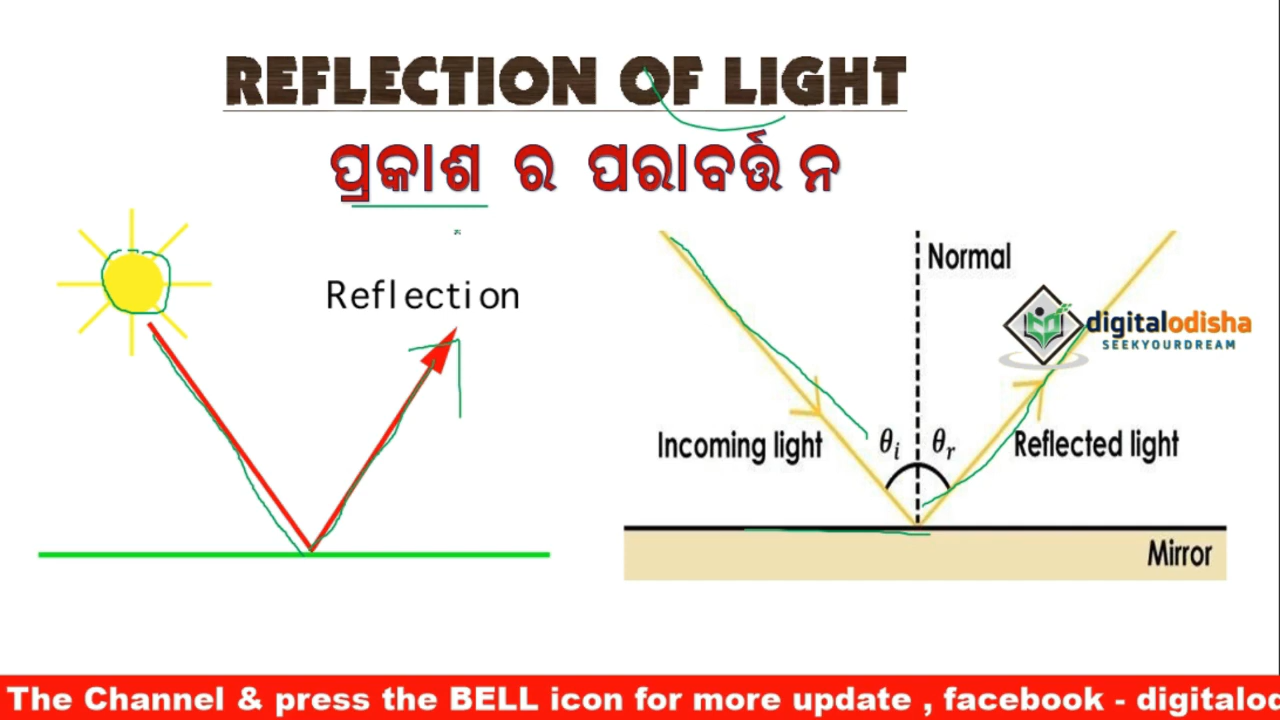 REFLECTION OF LIGHT
ପ୍ରକାଶ ର ପରାବର୍ତ୍ତନ
Reflection
Normal
digitalodisha
SEEKYOURDREAM
Incoming light
θi
θr
Reflected light
Mirror
The Channel & press the BELL icon for more update , facebook - digitalod